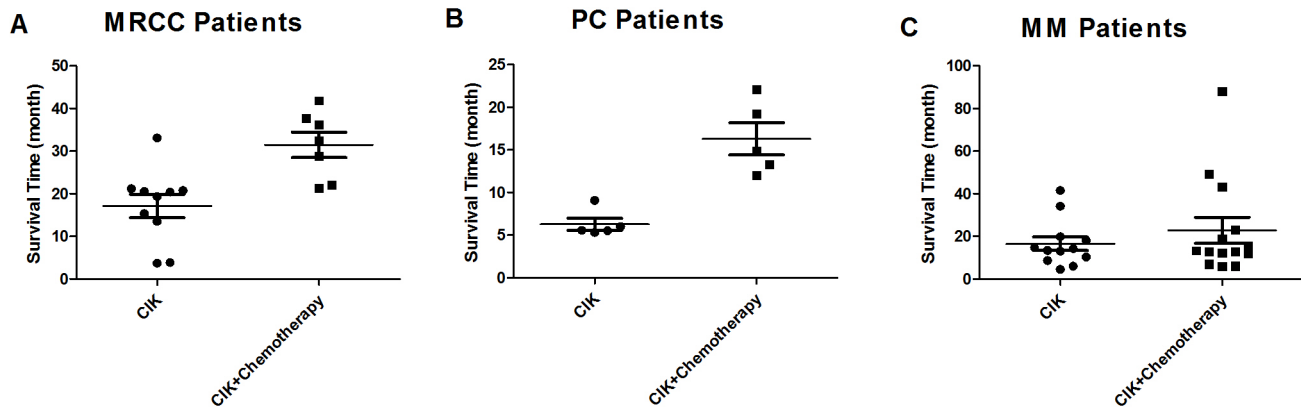 A
MRCC Patients
Survival Time (month)
50
40
30
20
10
0
CIK
CIK+Chemotherapy
B
PC Patients
Survival Time (month)
25
20
15
10
5
0
CIK
CIK+Chemotherapy
C
MM Patients
Survival Time (month)
100
80
60
40
20
0
CIK
CIK+Chemotherapy